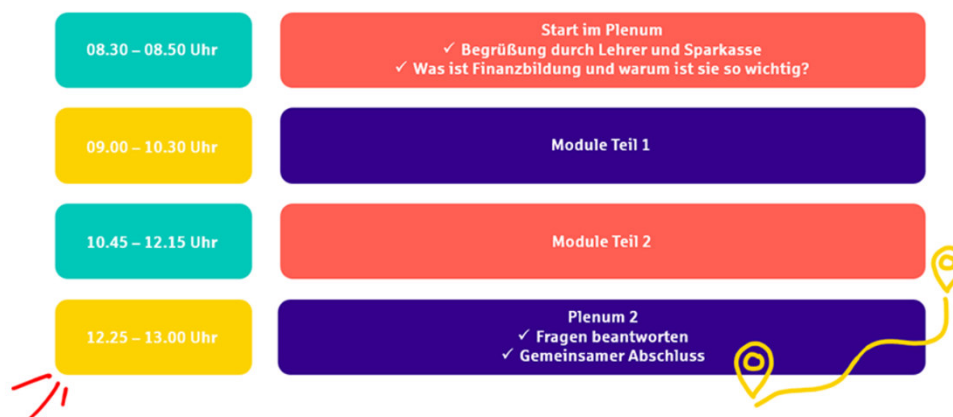 08.30 – 08.50 Uhr
Start im Plenum
✓ Begrüßung durch Lehrer und Sparkasse
✓ Was ist Finanzbildung und warum ist sie so wichtig?
09.00 – 10.30 Uhr
Module Teil 1
10.45 – 12.15 Uhr
Module Teil 2
12.25 – 13.00 Uhr
Plenum 2
✓ Fragen beantworten
✓ Gemeinsamer Abschluss